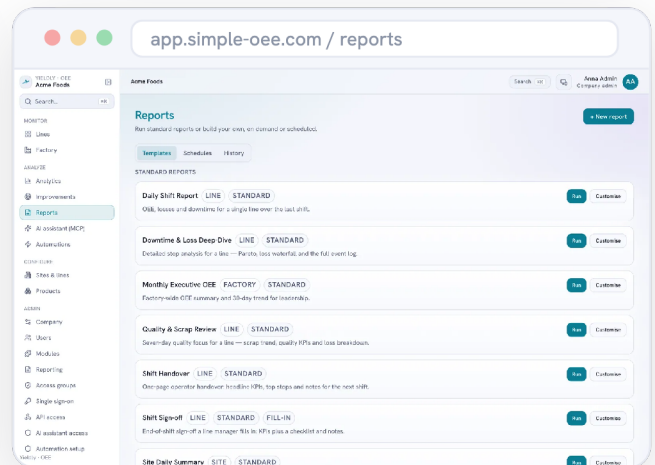 app.simple-oee.com / reports
YIELDLY · OEE
Acme Foods
Search...
⌘K
MONITOR
Lines
Factory
ANALYZE
Analytics
Improvements
Reports
AI assistant (MCP)
Automations
CONFIGURE
Sites & lines
Products
ADMIN
Company
Users
Modules
Reporting
Access groups
Single sign-on
API access
AI assistant access
Automation setup
Yieldly · OEE
Acme Foods
Search ⌘K
Anna Admin
Company admin
AA
Reports
Run standard reports or build your own, on demand or scheduled.
+ New report
Templates Schedules History
STANDARD REPORTS
Daily Shift Report LINE STANDARD
OEE, losses and downtime for a single line over the last shift.
Run Customise
Downtime & Loss Deep-Dive LINE STANDARD
Detailed stop analysis for a line — Pareto, loss waterfall, and the full event log.
Run Customise
Monthly Executive OEE FACTORY STANDARD
Factory-wide OEE summary and 30-day trend for leadership.
Run Customise
Quality & Scrap Review LINE STANDARD
Seven-day quality focus for a line — scrap trend, quality KPIs and loss breakdown.
Run Customise
Shift Handover LINE STANDARD
One-page operator handover: headline KPIs, top stops and notes for the next shift.
Run Customise
Shift Sign-off LINE STANDARD FILL-IN
End-of-shift sign off a line manager fills in: KPIs plus a checklist and notes.
Run Customise
Site Daily Summary SITE STANDARD
Run Customise